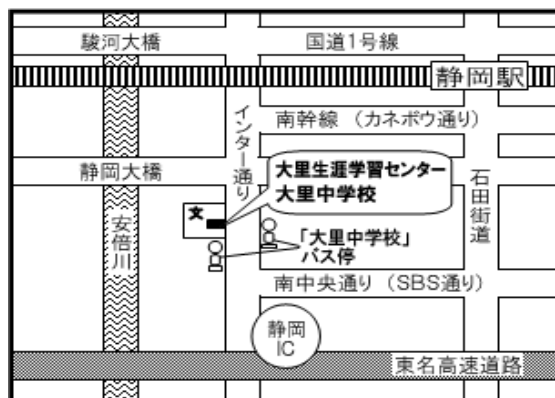 駿河大橋
国道1号線
静岡駅
インター通り
南幹線 （カネボウ通り）
静岡大橋
大里生涯学習センター
大里中学校
石田街道
文
安倍川
「大里中学校」
バス停
南中央通り （SBS通り）
静岡
IC
東名高速道路